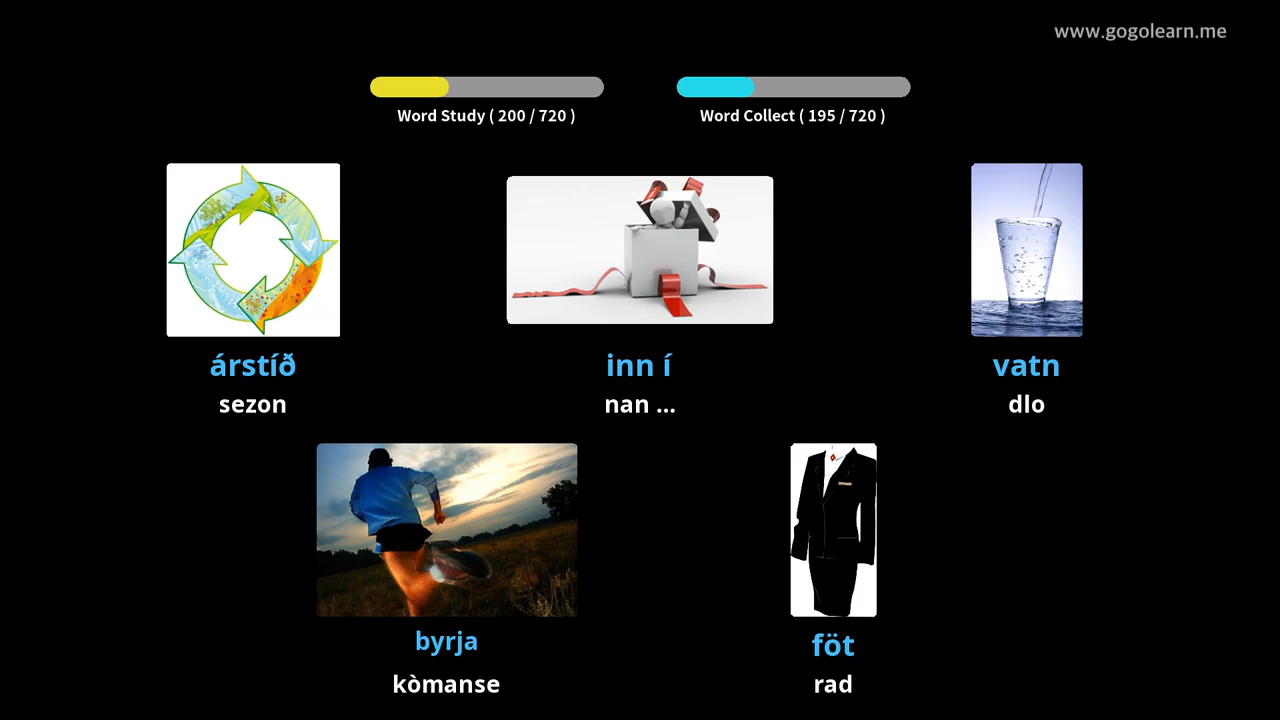 www.gogolearn.me
Word Study ( 200 / 720 )
Word Collect ( 195 / 720 )
árstíð
sezon
inn í
nan ...
vatn
dlo
byrja
kòmanse
föt
rad